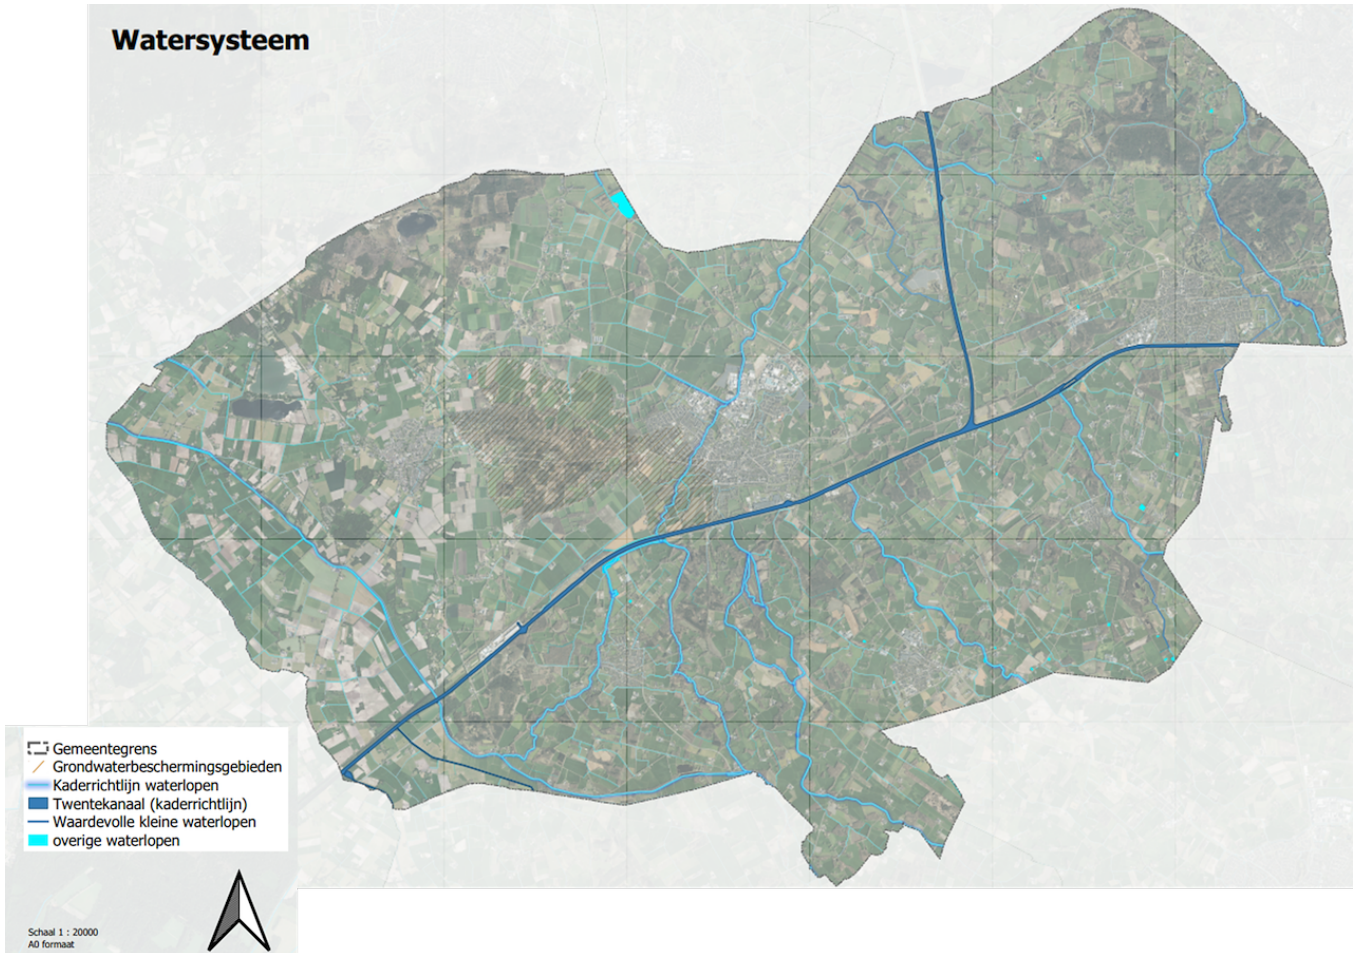 Watersysteem
Gemeentegrens
Grondwaterbeschermingsgebieden
Kaderrichtlijn waterlopen
Twentekanaal (kaderrichtlijn)
Waardevolle kleine waterlopen
overige waterlopen
Schaal 1 : 20000
A0 formaat